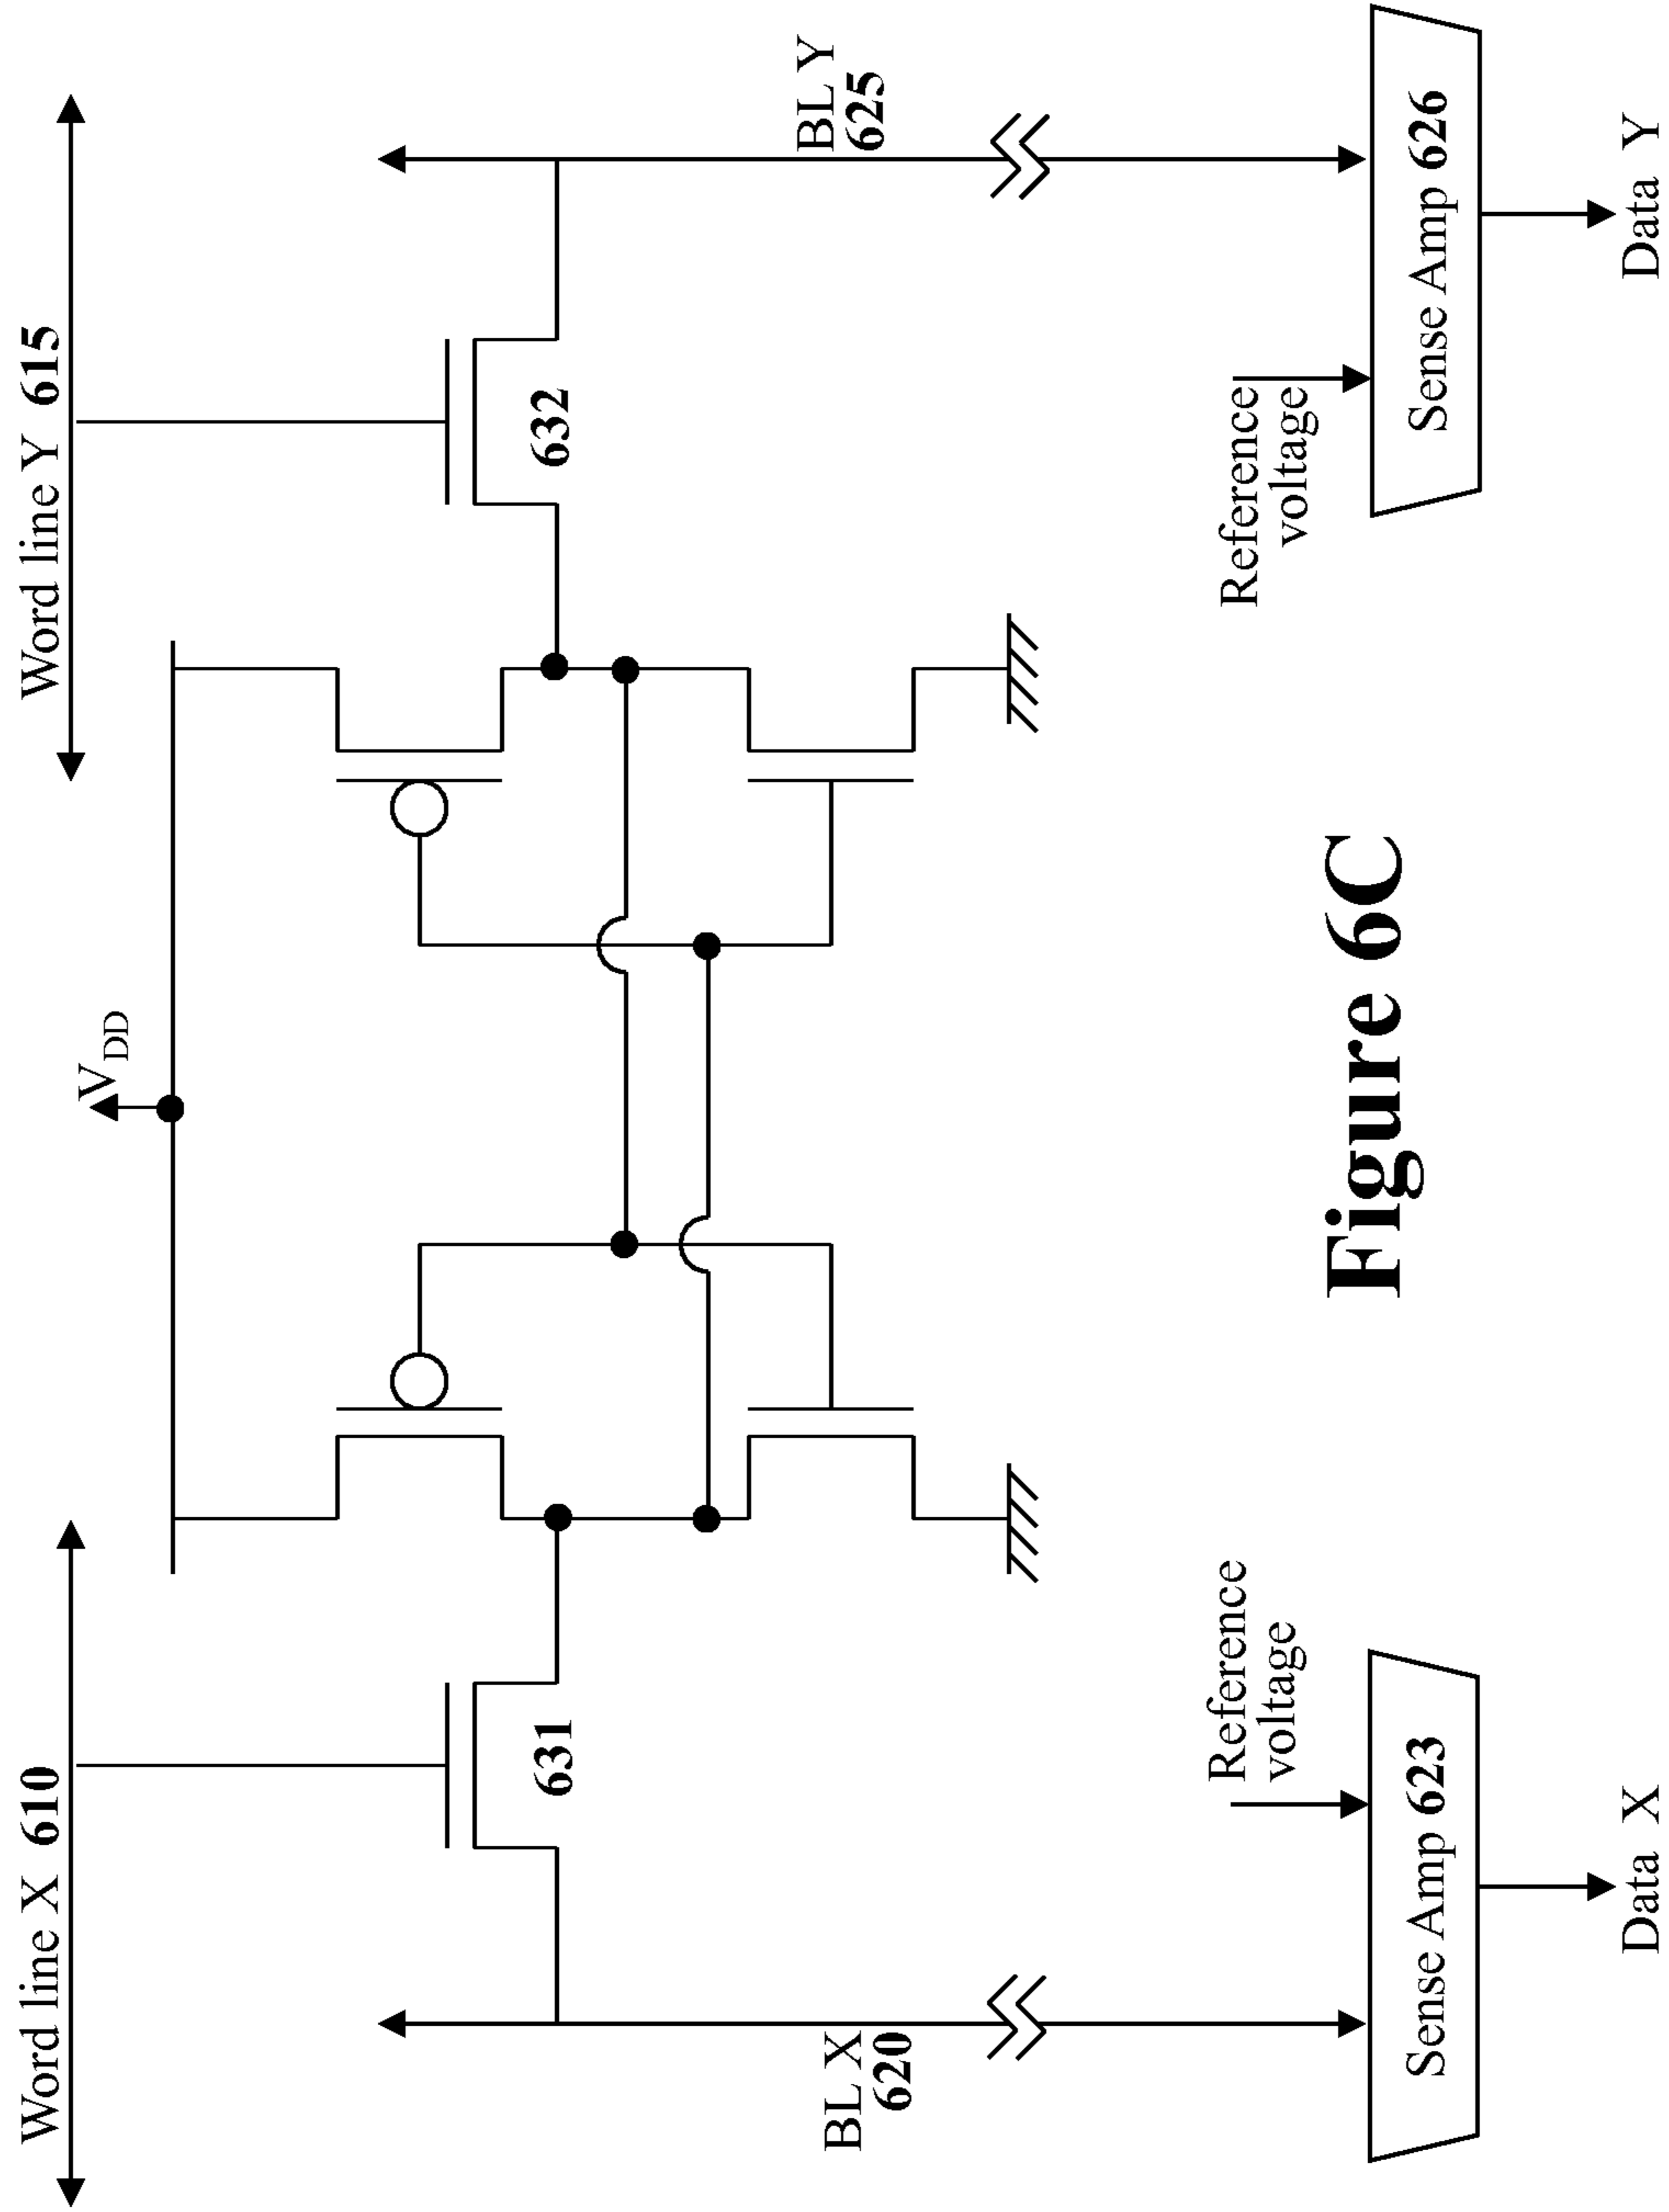 Word line X 610
Word line Y 615
VDD
631
632
BL X
620
BL Y
625
Reference
voltage
Reference
voltage
Sense Amp 623
Sense Amp 626
Data X
Data Y
Figure 6C